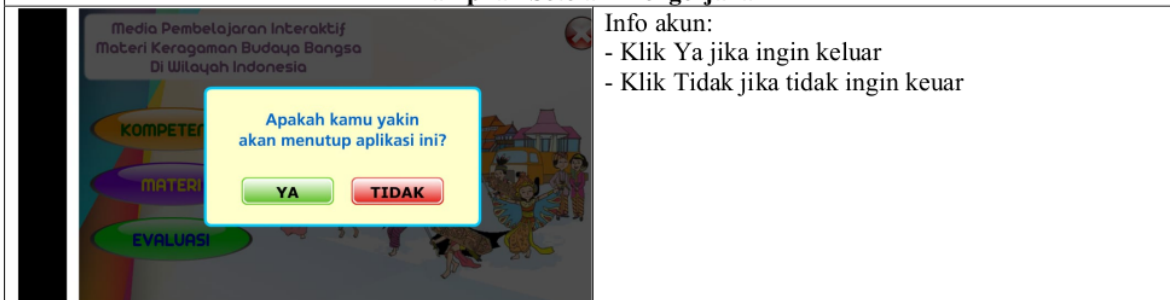 Media Pembelajaran Interaktif
Materi Keragaman Budaya Bangsa
Di Wilayah Indonesia
KOMPETEN
MATERI
EVALUASI
Apakah kamu yakin
akan menutup aplikasi ini?
YA
TIDAK
Info akun:
- Klik Ya jika ingin keluar
- Klik Tidak jika tidak ingin keuar